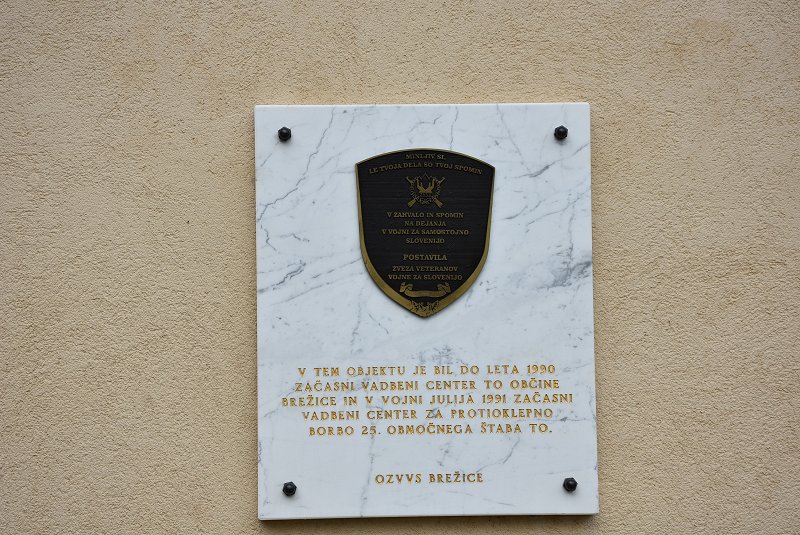 MINLJIV SI,
LE TVOJA DELA SO TVOJ SPOMIN
V ZAHVALO IN SPOMIN
NA DEJANJA
V VOJNI ZA SAMOSTOJNO
SLOVENIJO
POSTAVILA
ZVEZA VETERANOV
VOJNE ZA SLOVENIJO
V TEM OBJEKTU JE BIL DO LETA 1990
ZAČASNI VADBENI CENTER TO OBČINE
BREŽICE IN V VOJNI JULIJA 1991 ZAČASNI
VADBENI CENTER ZA PROTIOKLEPNO
BORBO 25. OBMOČNEGA ŠTABA TO.
OZVVS BREŽICE